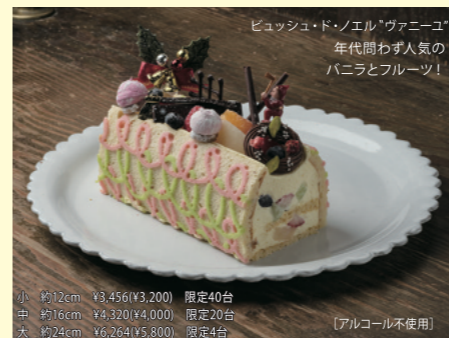 ビュッシュ・ド・ノエル“ヴァニーユ”
年代問わず人気の
バニラとフルーツ！
小　約12cm　¥3,456(¥3,200)　限定40台
中　約16cm　¥4,320(¥4,000)　限定20台
大　約24cm　¥6,264(¥5,800)　限定4台
［アルコール不使用］